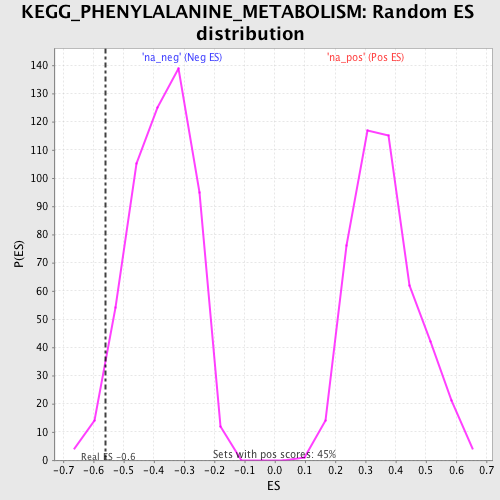 KEGG_PHENYLALANINE_METABOLISM: Random ES
distribution
'na_neg' (Neg ES)
'na_pos' (Pos ES)
140
130
120
110
100
90
80
70
60
50
40
30
20
10
0
P(ES)
Real ES -0.6
Sets with pos scores: 45%
-0.7 -0.6 -0.5 -0.4 -0.3 -0.2 -0.1 0.0 0.1 0.2 0.3 0.4 0.5 0.6 0.7
ES